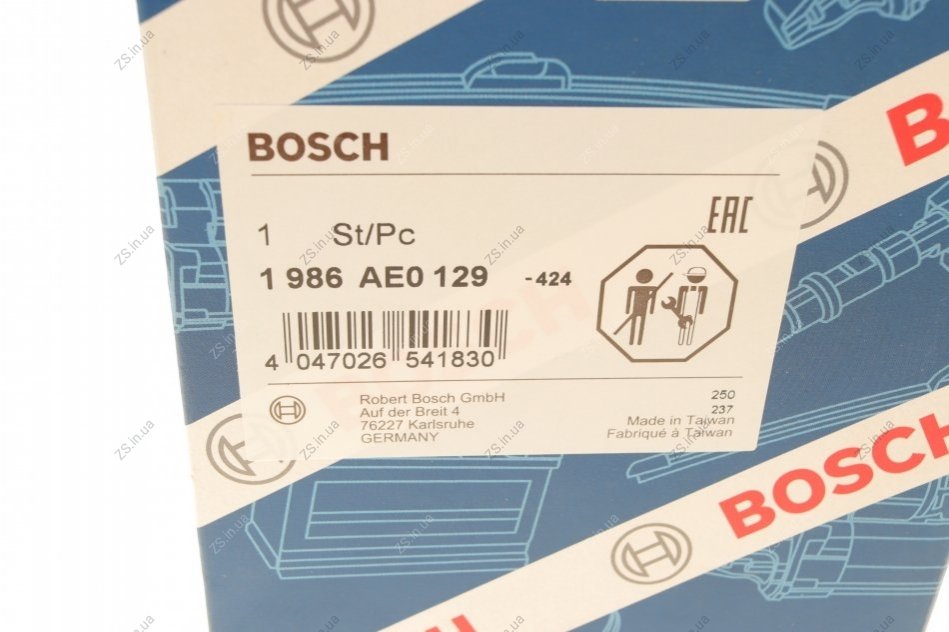 BOSCH
EAC
1 St/Pc
1 986 AE0 129 -424
4 047026 541830
Robert Bosch GmbH
Auf der Breit 4
76227 Karlsruhe
GERMANY
250
237
Made in Taiwan
Fabriqué à Taiwan
B
BOSCH
ZS.in.ua